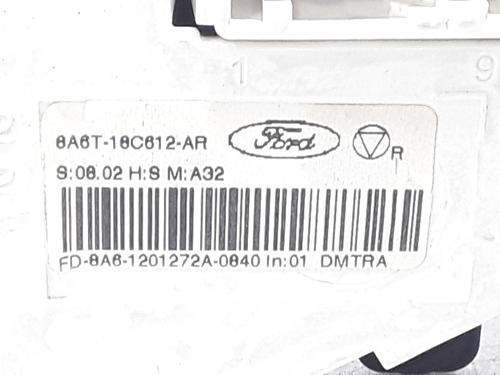 1 9
8A6T-18C612-AR Ford R
S:08.02 H:S M:A32
FD-8A6-1201272A-0840 In:01 DMTRA